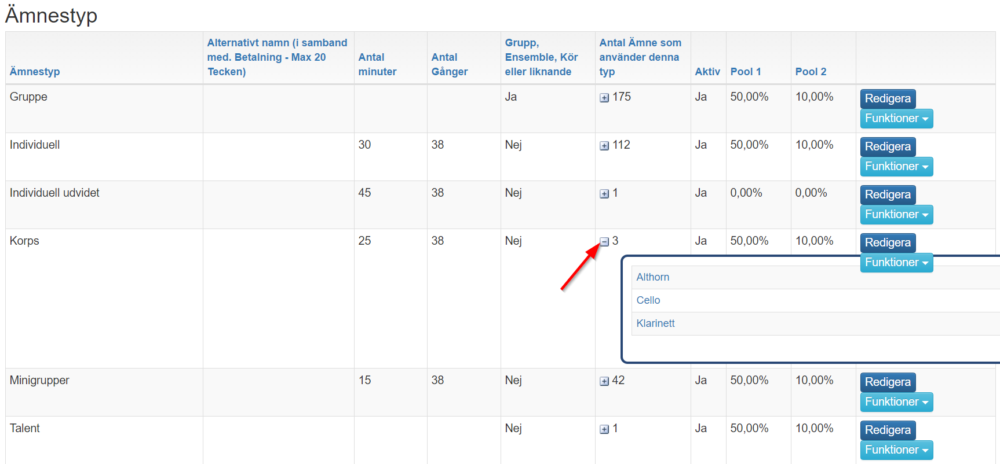 Ämnestyp
Ämnestyp
Alternativt namn (i samband
med. Betalning - Max 20
Tecken)
Antal
minuter
Antal
Gånger
Grupp,
Ensemble, Kör
eller liknande
Antal Ämne som
använder denna
typ
Aktiv
Pool 1
Pool 2
Gruppe Ja 175 Ja 50,00% 10,00% Redigera
Funktioner
Individuell 30 38 Nej 112 Ja 50,00% 10,00% Redigera
Funktioner
Individuell udvidet 45 38 Nej 1 Ja 0,00% 0,00% Redigera
Funktioner
Korps 25 38 Nej 3 Ja 50,00% 10,00% Redigera
Funktioner
Althorn
Cello
Klarinett
Minigrupper 15 38 Nej 42 Ja 50,00% 10,00% Redigera
Funktioner
Talent Nej 1 Ja 50,00% 10,00% Redigera
Funktioner